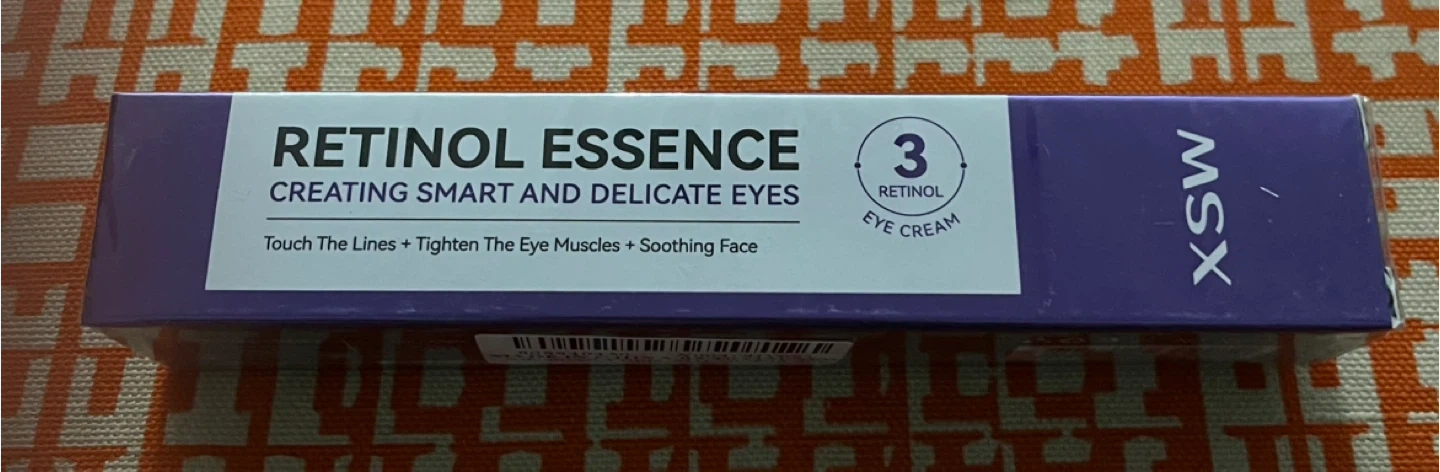 RETINOL ESSENCE
CREATING SMART AND DELICATE EYES
Touch The Lines + Tighten The Eye Muscles + Soothing Face
3
RETINOL
EYE CREAM
XSW